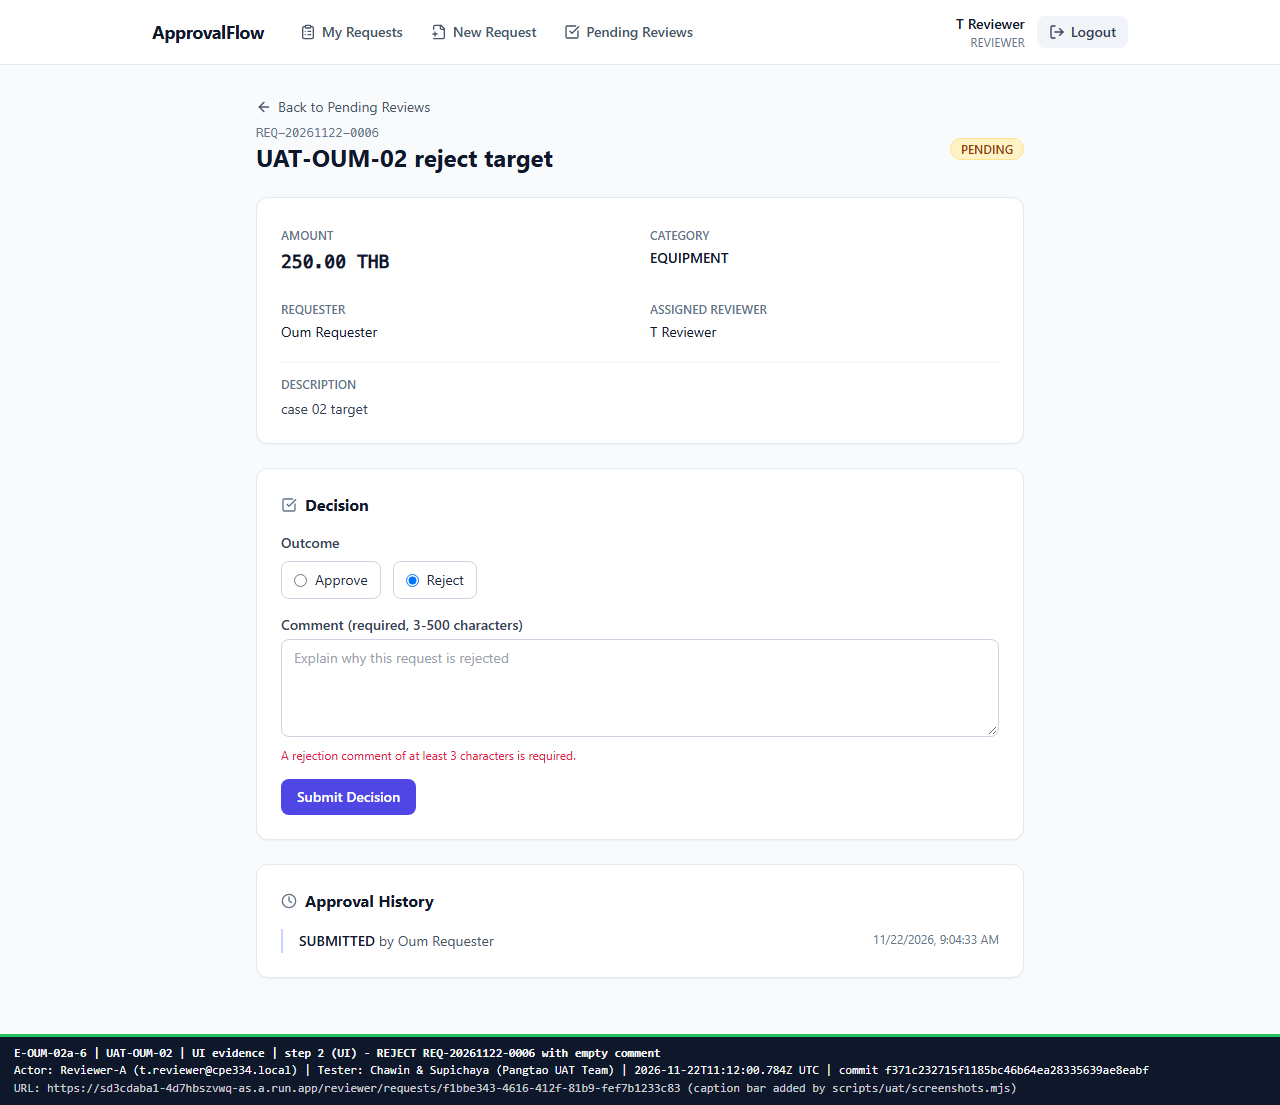 ApprovalFlow
My Requests
New Request
Pending Reviews
T Reviewer
REVIEWER
Logout
Back to Pending Reviews
REQ-20261122-0006
UAT-OUM-02 reject target
PENDING
AMOUNT
250.00 THB
CATEGORY
EQUIPMENT
REQUESTER
Oum Requester
ASSIGNED REVIEWER
T Reviewer
DESCRIPTION
case 02 target
Decision
Outcome
Approve
Reject
Comment (required, 3-500 characters)
Explain why this request is rejected
A rejection comment of at least 3 characters is required.
Submit Decision
Approval History
SUBMITTED by Oum Requester
11/22/2026, 9:04:33 AM
E-OUM-02a-6 | UAT-OUM-02 | UI evidence | step 2 (UI) - REJECT REQ-20261122-0006 with empty comment
Actor: Reviewer-A (t.reviewer@cpe334.local) | Tester: Chawin & Supichaya (Pangtao UAT Team) | 2026-11-22T11:12:00.784Z UTC | commit f371c232715f1185bc46b64ea28335639ae8eabf
URL: https://sd3cdaba1-4d7hbszvwq-as.a.run.app/reviewer/requests/f1bbe343-4616-412f-81b9-fef7b1233c83 (caption bar added by scripts/uat/screenshots.mjs)